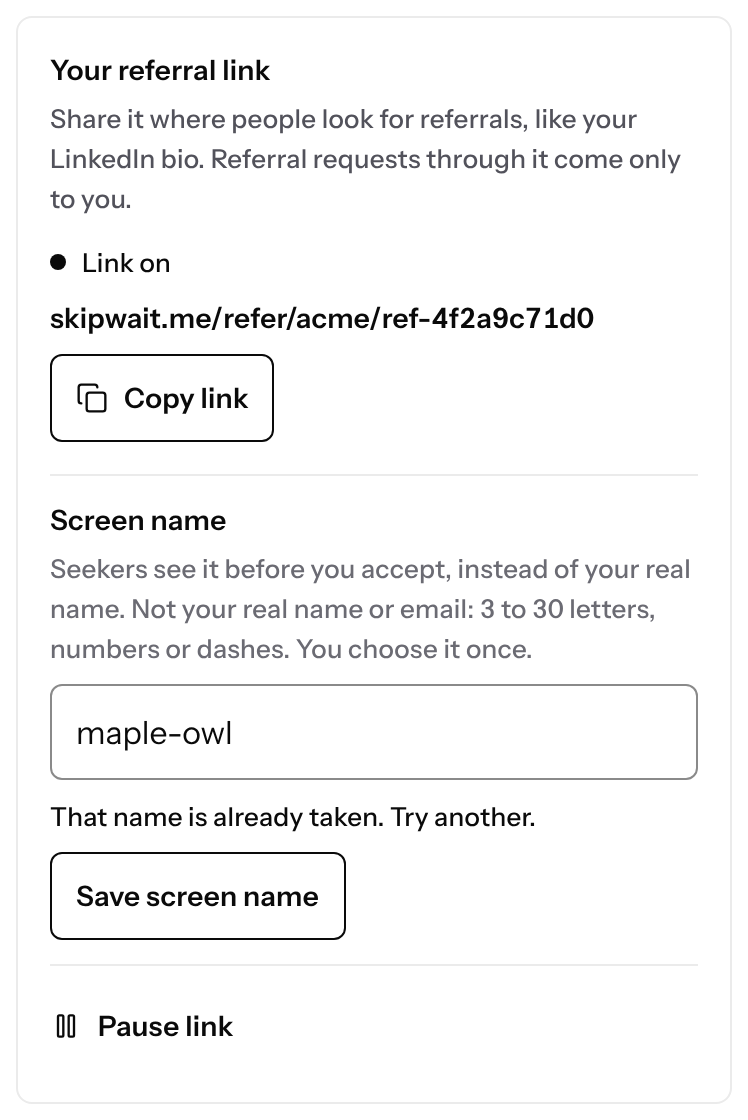 Your referral link
Share it where people look for referrals, like your
LinkedIn bio. Referral requests through it come only
to you.
Link on
skipwait.me/refer/acme/ref-4f2a9c71d0
Copy link
Screen name
Seekers see it before you accept, instead of your real
name. Not your real name or email: 3 to 30 letters,
numbers or dashes. You choose it once.
maple-owl
That name is already taken. Try another.
Save screen name
Pause link